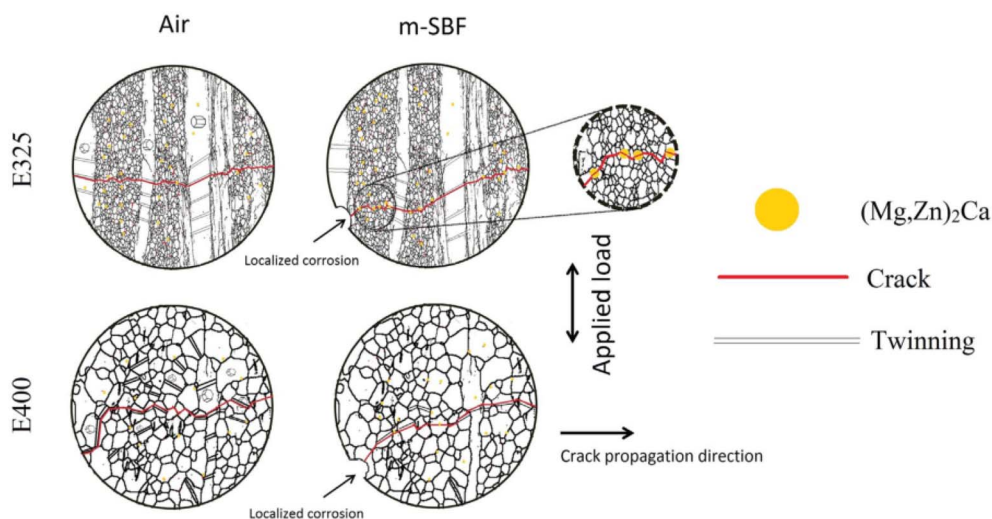 Air
m-SBF
E325
(Mg,Zn)₂Ca
Localized corrosion
Applied load
Crack
Twinning
E400
Crack propagation direction
Localized corrosion